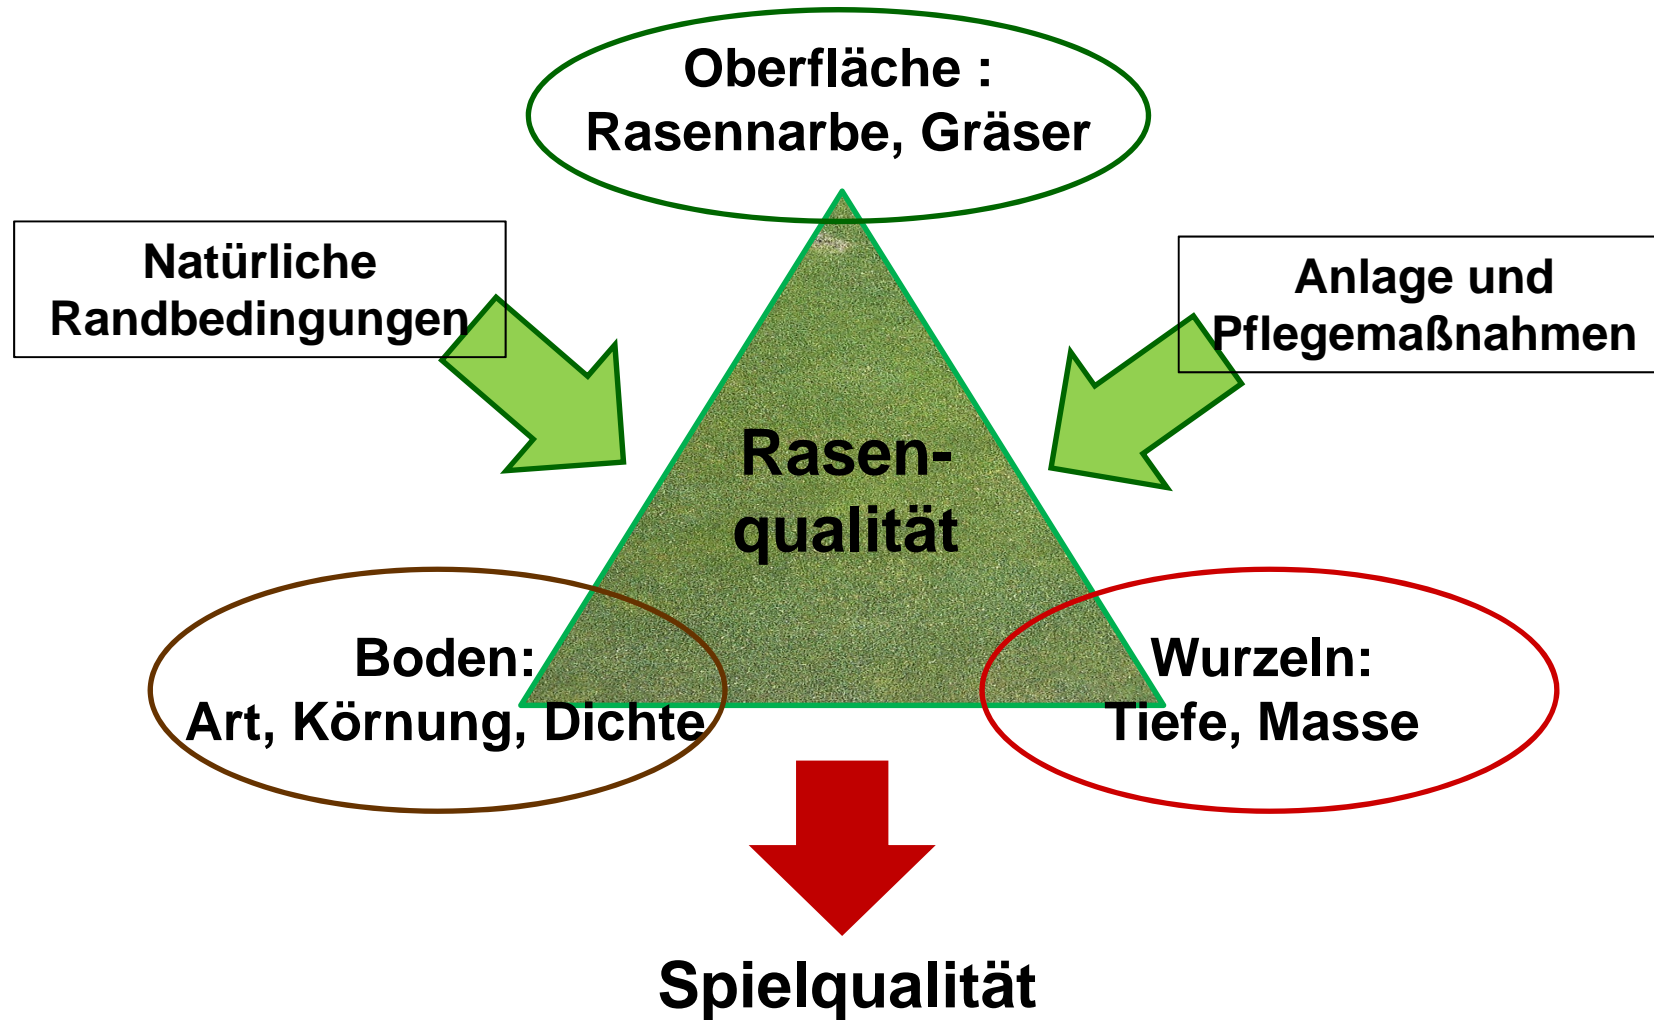 Oberfläche :
Rasennarbe, Gräser
Natürliche
Randbedingungen
Anlage und
Pflegemaßnahmen
Rasen-
qualität
Boden:
Art, Körnung, Dichte
Wurzeln:
Tiefe, Masse
Spielqualität